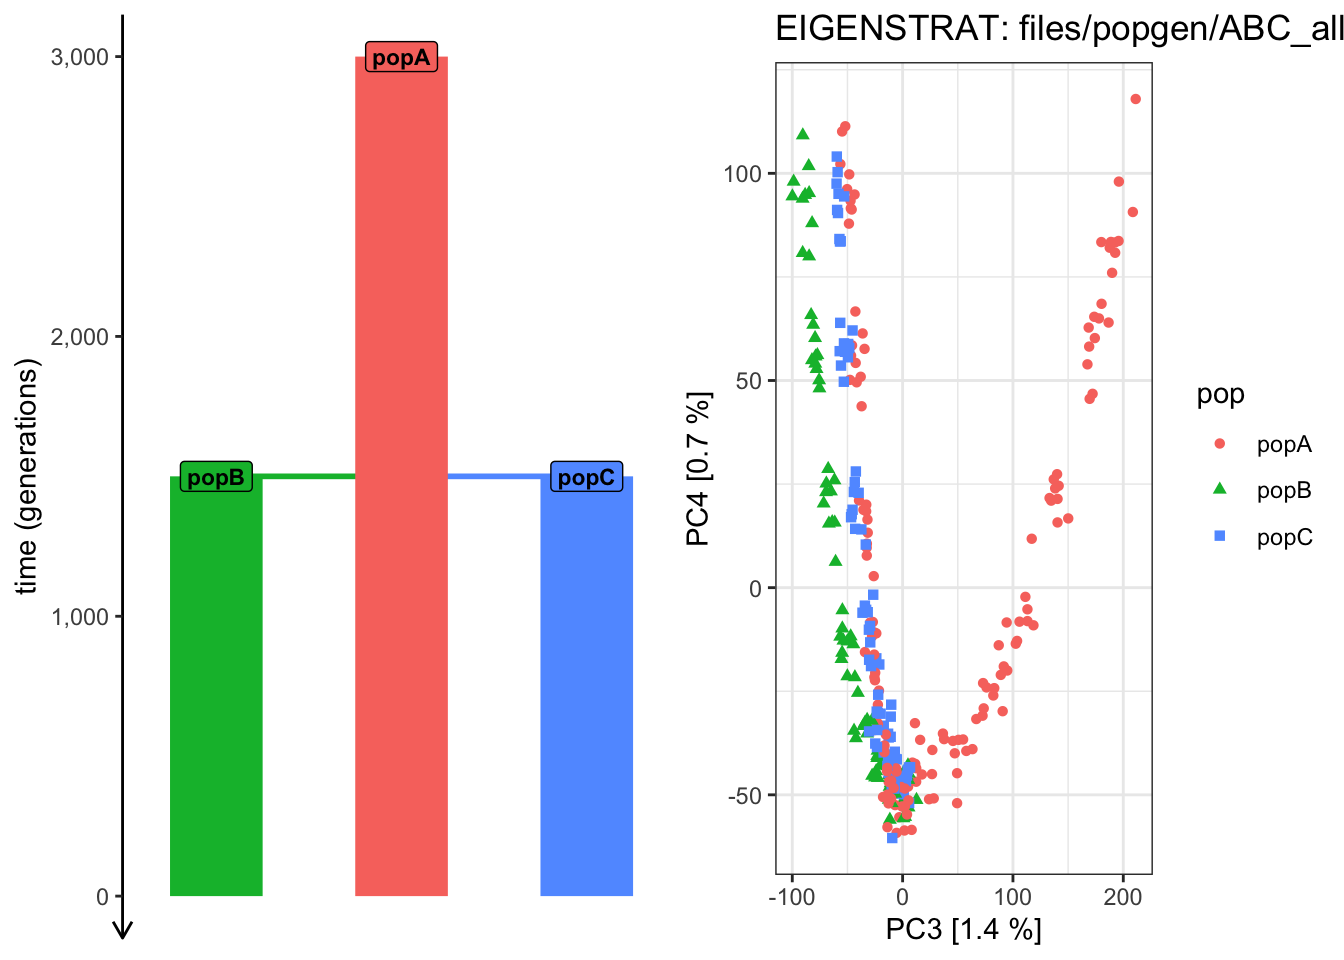 time (generations)
3,000
2,000
1,000
0
popA
popB
popC
EIGENSTRAT: files/popgen/ABC_all
PC4 [0.7 %]
100
50
0
-50
-100
0
100
200
PC3 [1.4 %]
pop
popA
popB
popC